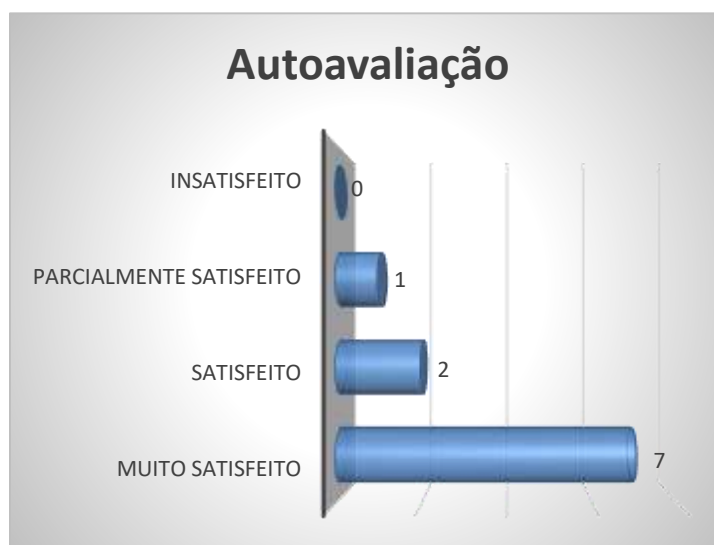 Autoavaliação
INSATISFEITO 0
PARCIALMENTE SATISFEITO 1
SATISFEITO 2
MUITO SATISFEITO 7